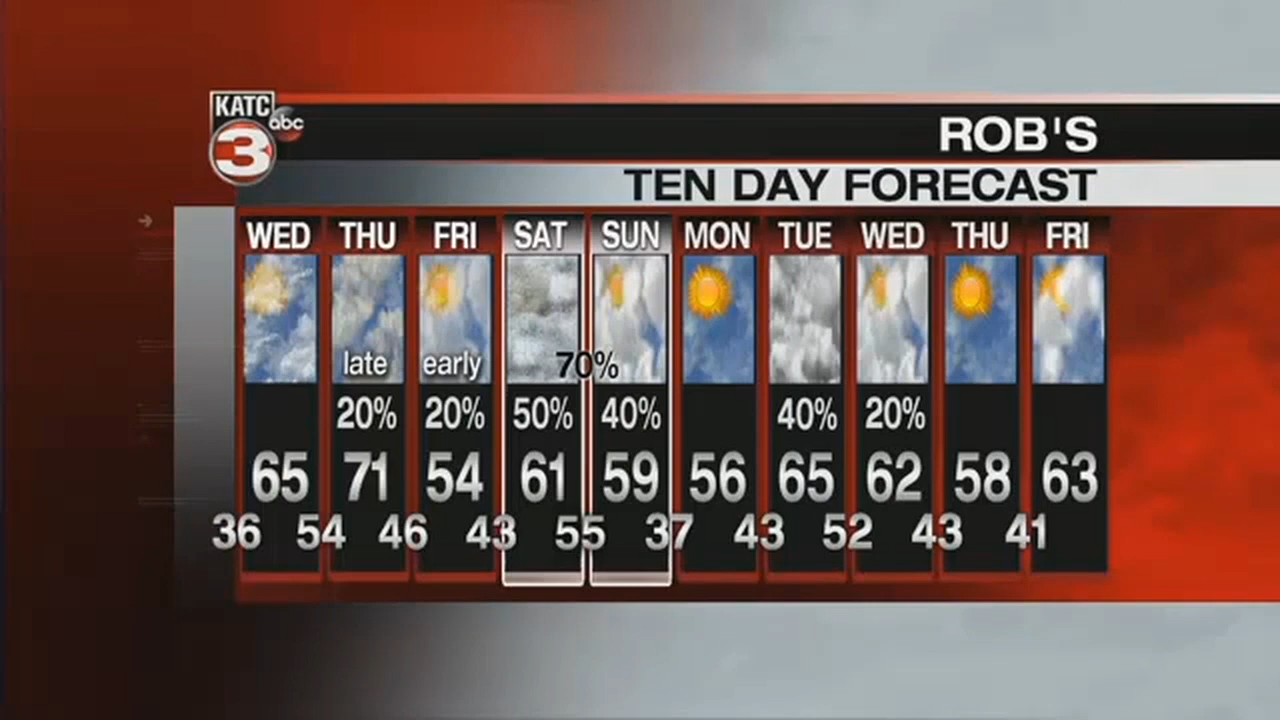 KATC
abc
3
ROB'S
TEN DAY FORECAST
WED THU FRI SAT SUN MON TUE WED THU FRI
late early 70%
20% 20% 50% 40% 40% 20%
65 71 54 61 59 56 65 62 58 63
36 54 46 43 55 37 43 52 43 41